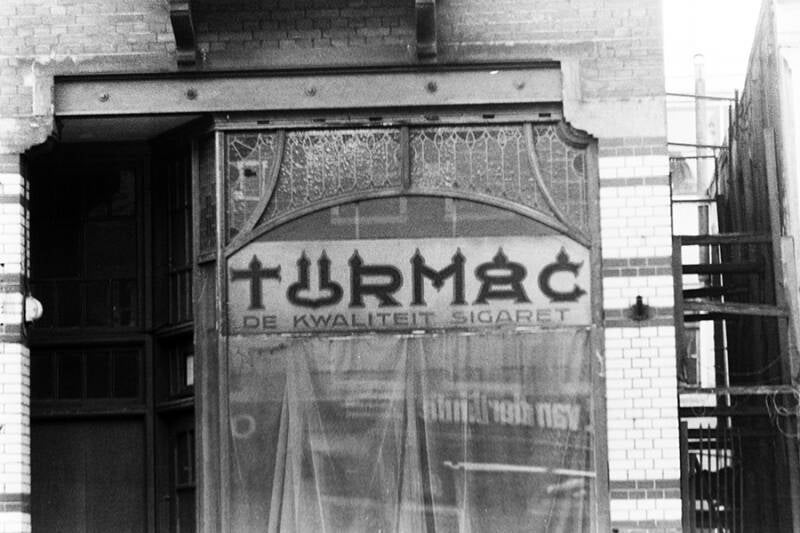 TURMAC
DE KWALITEIT SIGARET
van der Linde